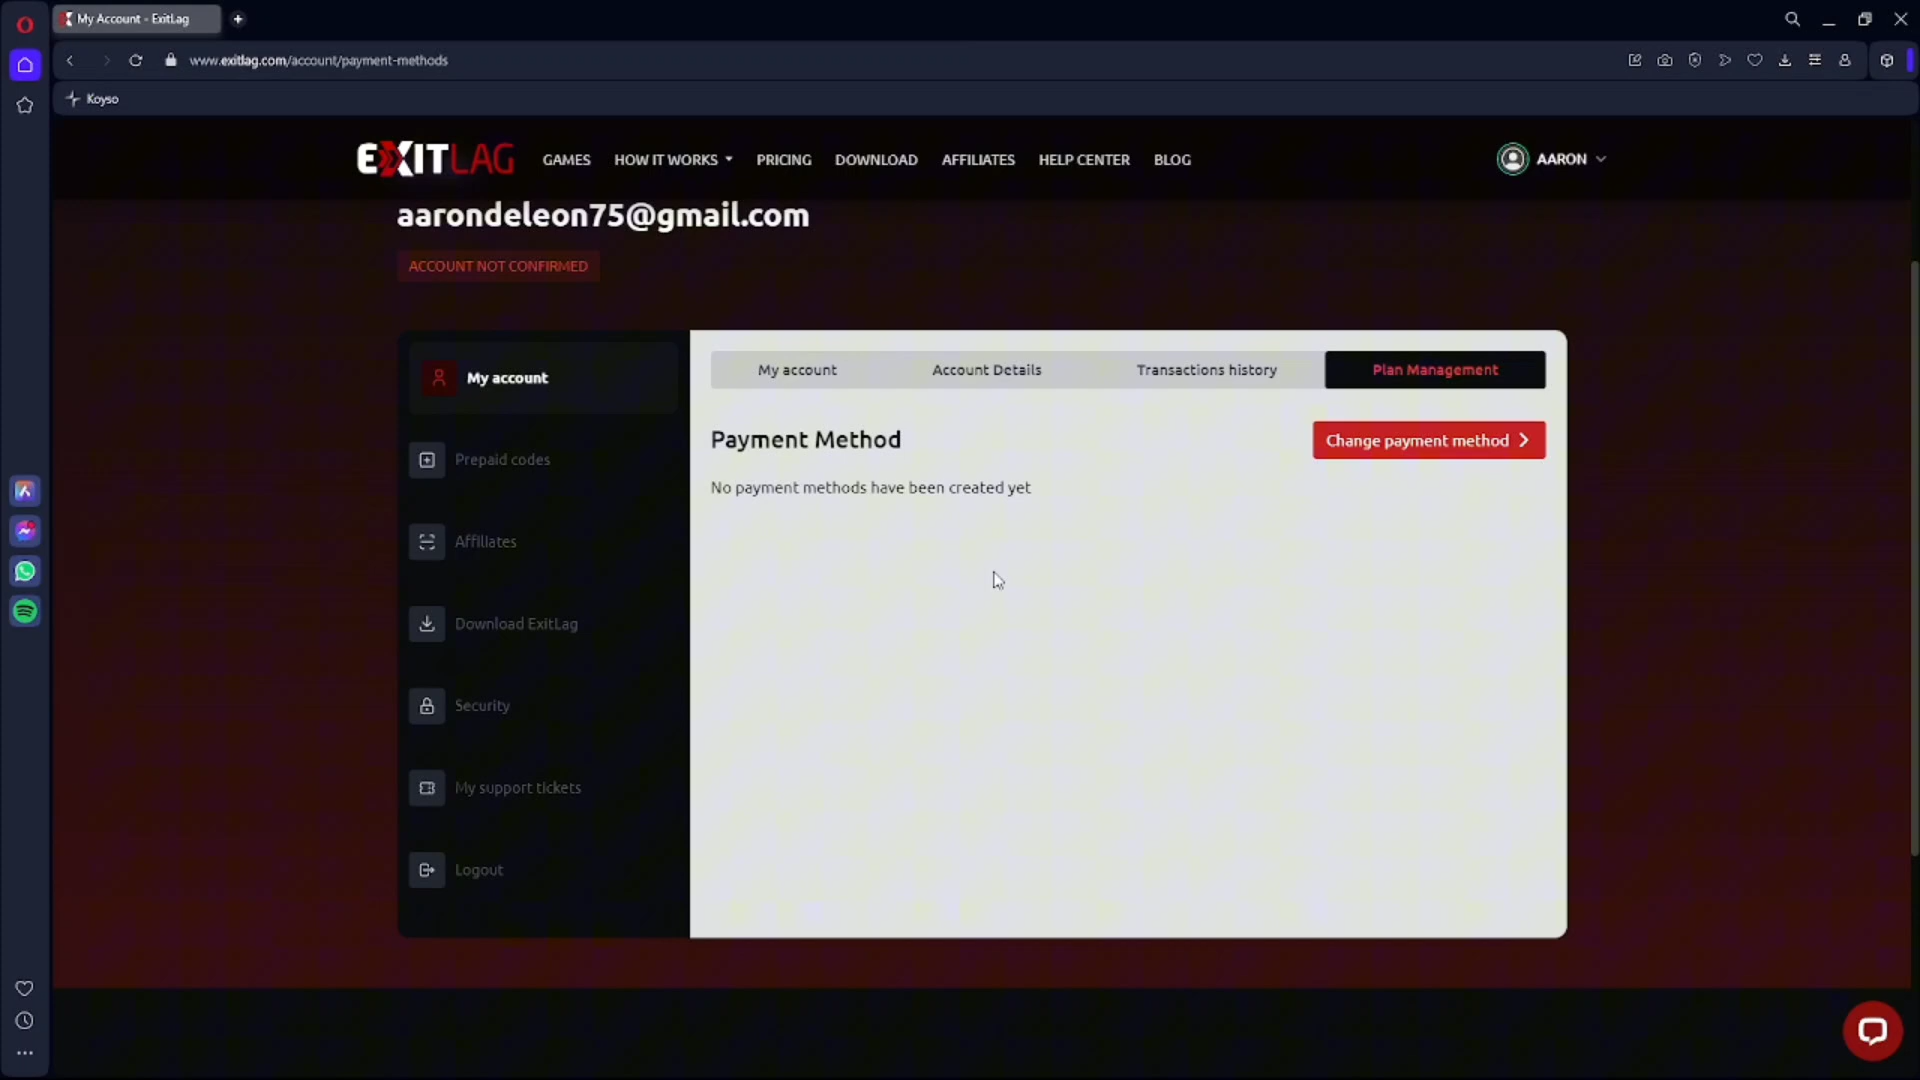 My Account - ExitLag
www.exitlag.com/account/payment-methods
Koyso
EXITLAG
GAMES
HOW IT WORKS
PRICING
DOWNLOAD
AFFILIATES
HELP CENTER
BLOG
AARON
aarondeleon75@gmail.com
ACCOUNT NOT CONFIRMED
My account
Prepaid codes
Affiliates
Download ExitLag
Security
My support tickets
Logout
My account
Account Details
Transactions history
Plan Management
Payment Method
Change payment method
No payment methods have been created yet